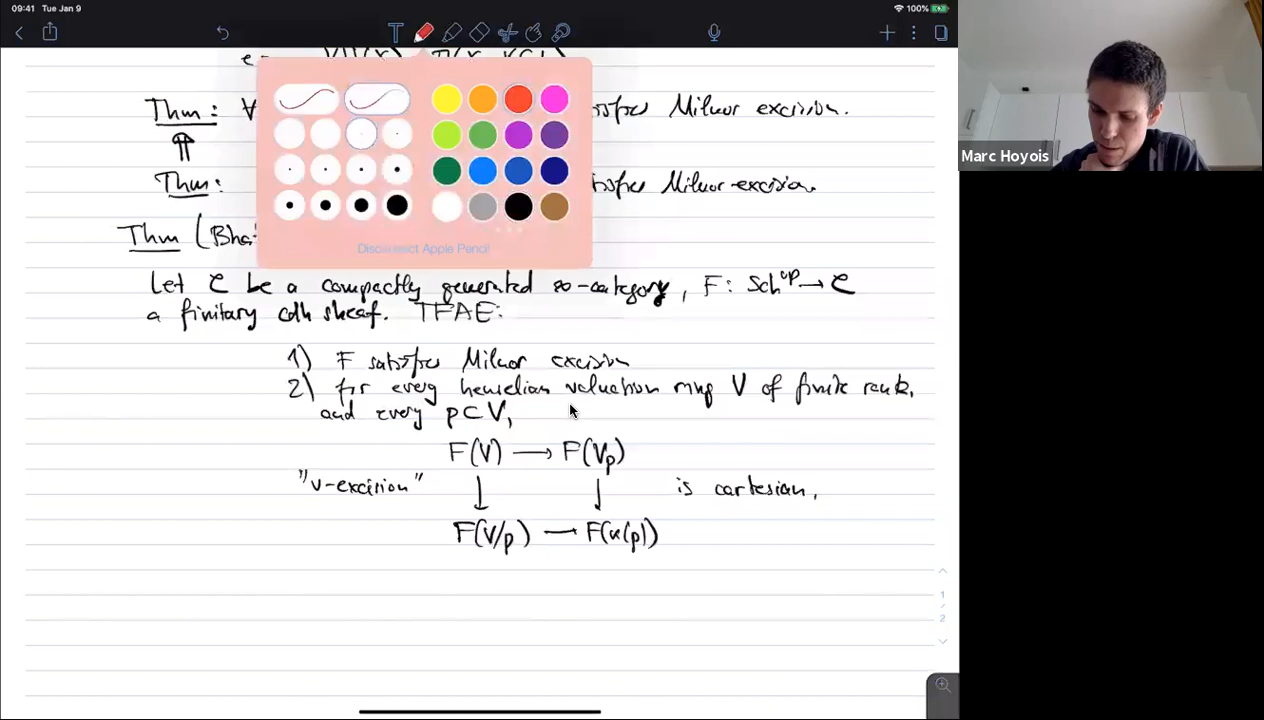 09:41 Tue Jan 9
100%
Thm: ∀ Milnor excision.
⇑
Thm: Milnor excision.
Thm (Bha
Disconnect Apple Pencil
Let C be a compactly generated ∞-category, F: Sch^op → C
a finitary cdh sheaf. TFAE:
1) F satisfies Milnor excision
2) for every henselian valuation ring V of finite rank,
and every p ⊂ V,
F(V) → F(V_p)
"v-excision" ↓ ↓ is cartesian,
F(V/p) → F(κ(p))
1
/
2
Marc Hoyois